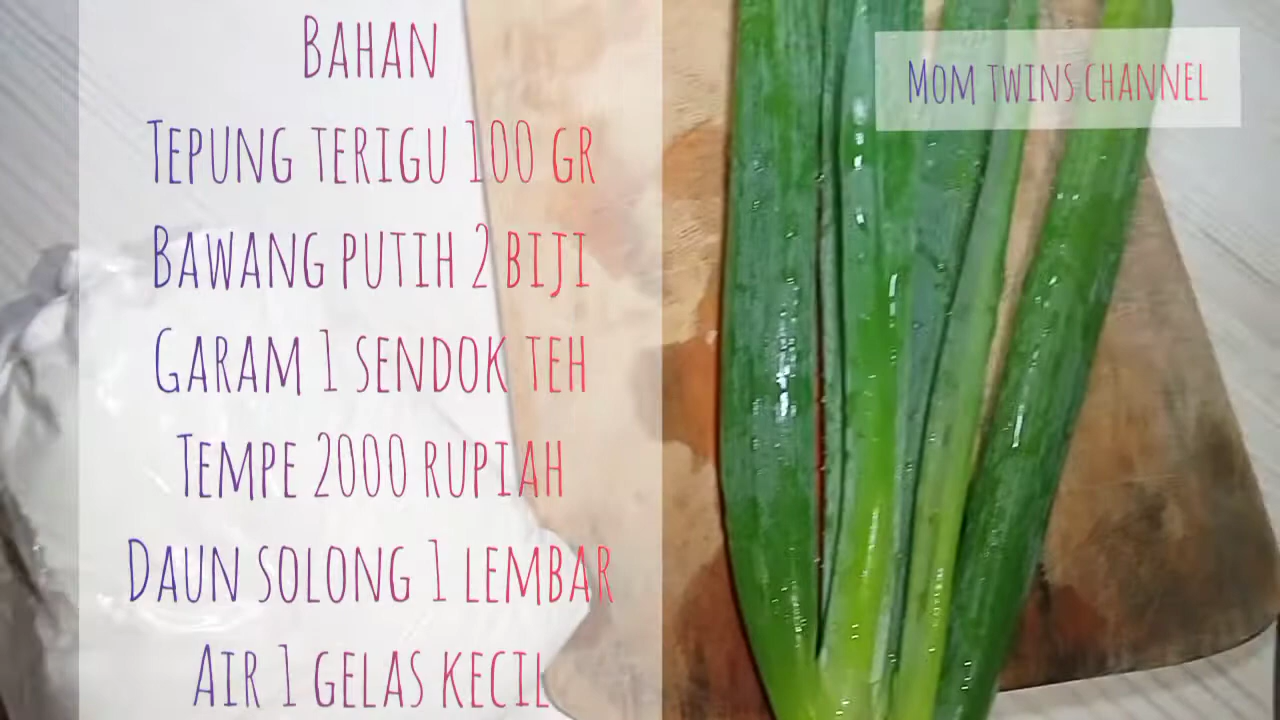 BAHAN
TEPUNG TERIGU 100 GR
BAWANG PUTIH 2 BIJI
GARAM 1 SENDOK TEH
TEMPE 2000 RUPIAH
DAUN SOLONG 1 LEMBAR
AIR 1 GELAS KECIL
MOM TWINS CHANNEL